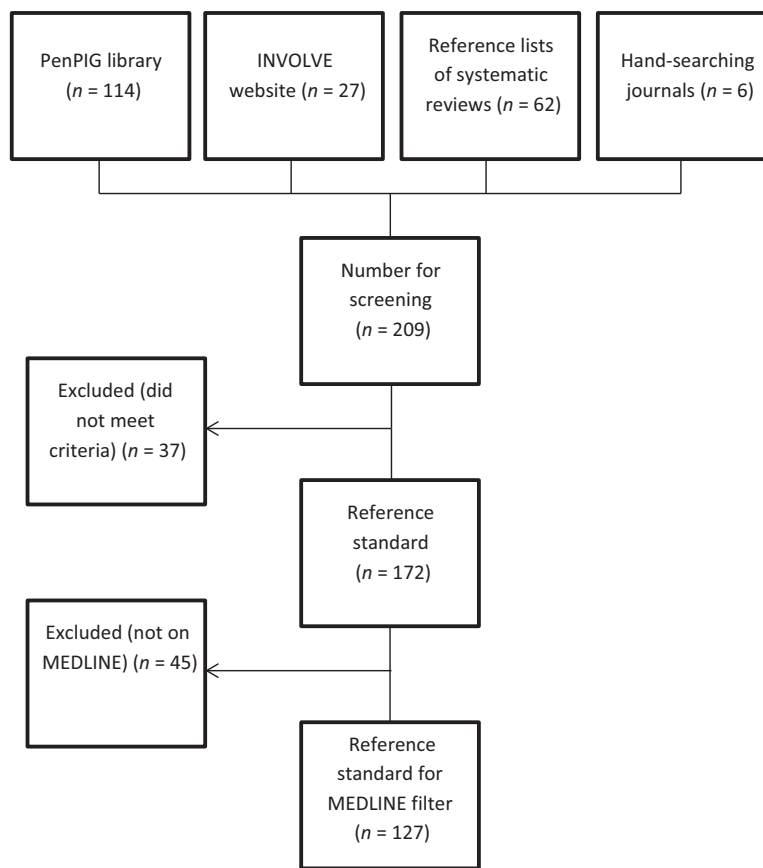 PenPIG library
(n = 114)
INVOLVE
website (n = 27)
Reference lists
of systematic
reviews (n = 62)
Hand-searching
journals (n = 6)
Number for
screening
(n = 209)
Excluded (did
not meet
criteria) (n = 37)
Reference
standard
(n = 172)
Excluded (not on
MEDLINE) (n = 45)
Reference
standard for
MEDLINE filter
(n = 127)